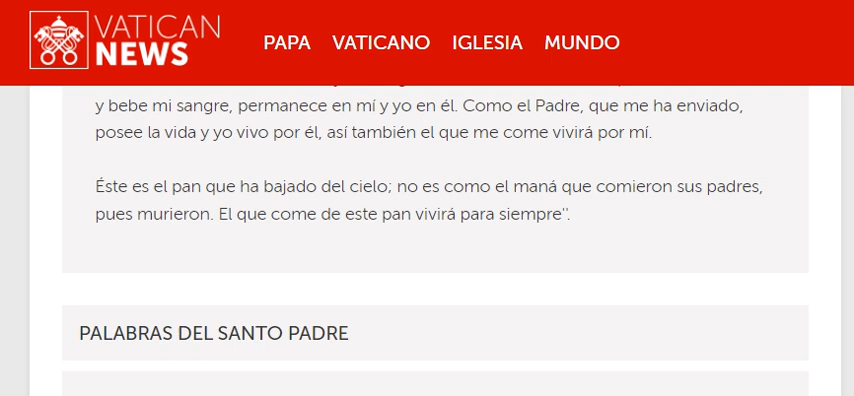 VATICAN
NEWS
PAPA VATICANO IGLESIA MUNDO
y bebe mi sangre, permanece en mí y yo en él. Como el Padre, que me ha enviado,
posee la vida y yo vivo por él, así también el que me come vivirá por mí.
Éste es el pan que ha bajado del cielo; no es como el maná que comieron sus padres,
pues murieron. El que come de este pan vivirá para siempre''.
PALABRAS DEL SANTO PADRE